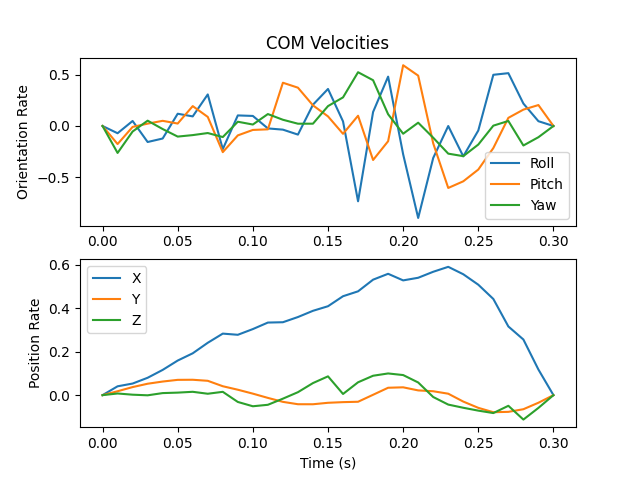 COM Velocities
Orientation Rate
0.5
0.0
−0.5
Roll
Pitch
Yaw
0.00 0.05 0.10 0.15 0.20 0.25 0.30
Position Rate
0.6
0.4
0.2
0.0
X
Y
Z
0.00 0.05 0.10 0.15 0.20 0.25 0.30
Time (s)